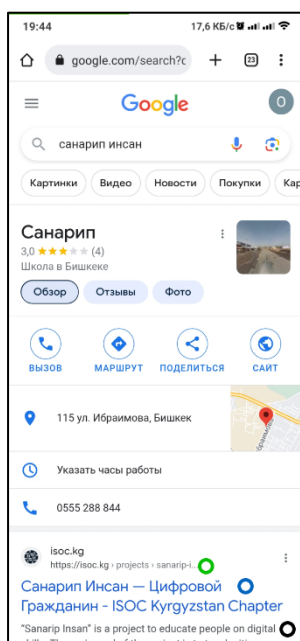 19:44 17,6 КБ/с
google.com/search?c 23
Google O
санарип инсан
Картинки Видео Новости Покупки Кар
Санарип
3,0 (4)
Школа в Бишкеке
Обзор Отзывы Фото
ВЫЗОВ МАРШРУТ ПОДЕЛИТЬСЯ САЙТ
115 ул. Ибраимова, Бишкек
Ибраимова
Указать часы работы
0555 288 844
isoc.kg
https://isoc.kg › projects › sanarip-i...
Санарип Инсан — Цифровой
Гражданин - ISOC Kyrgyzstan Chapter
"Sanarip Insan" is a project to educate people on digital